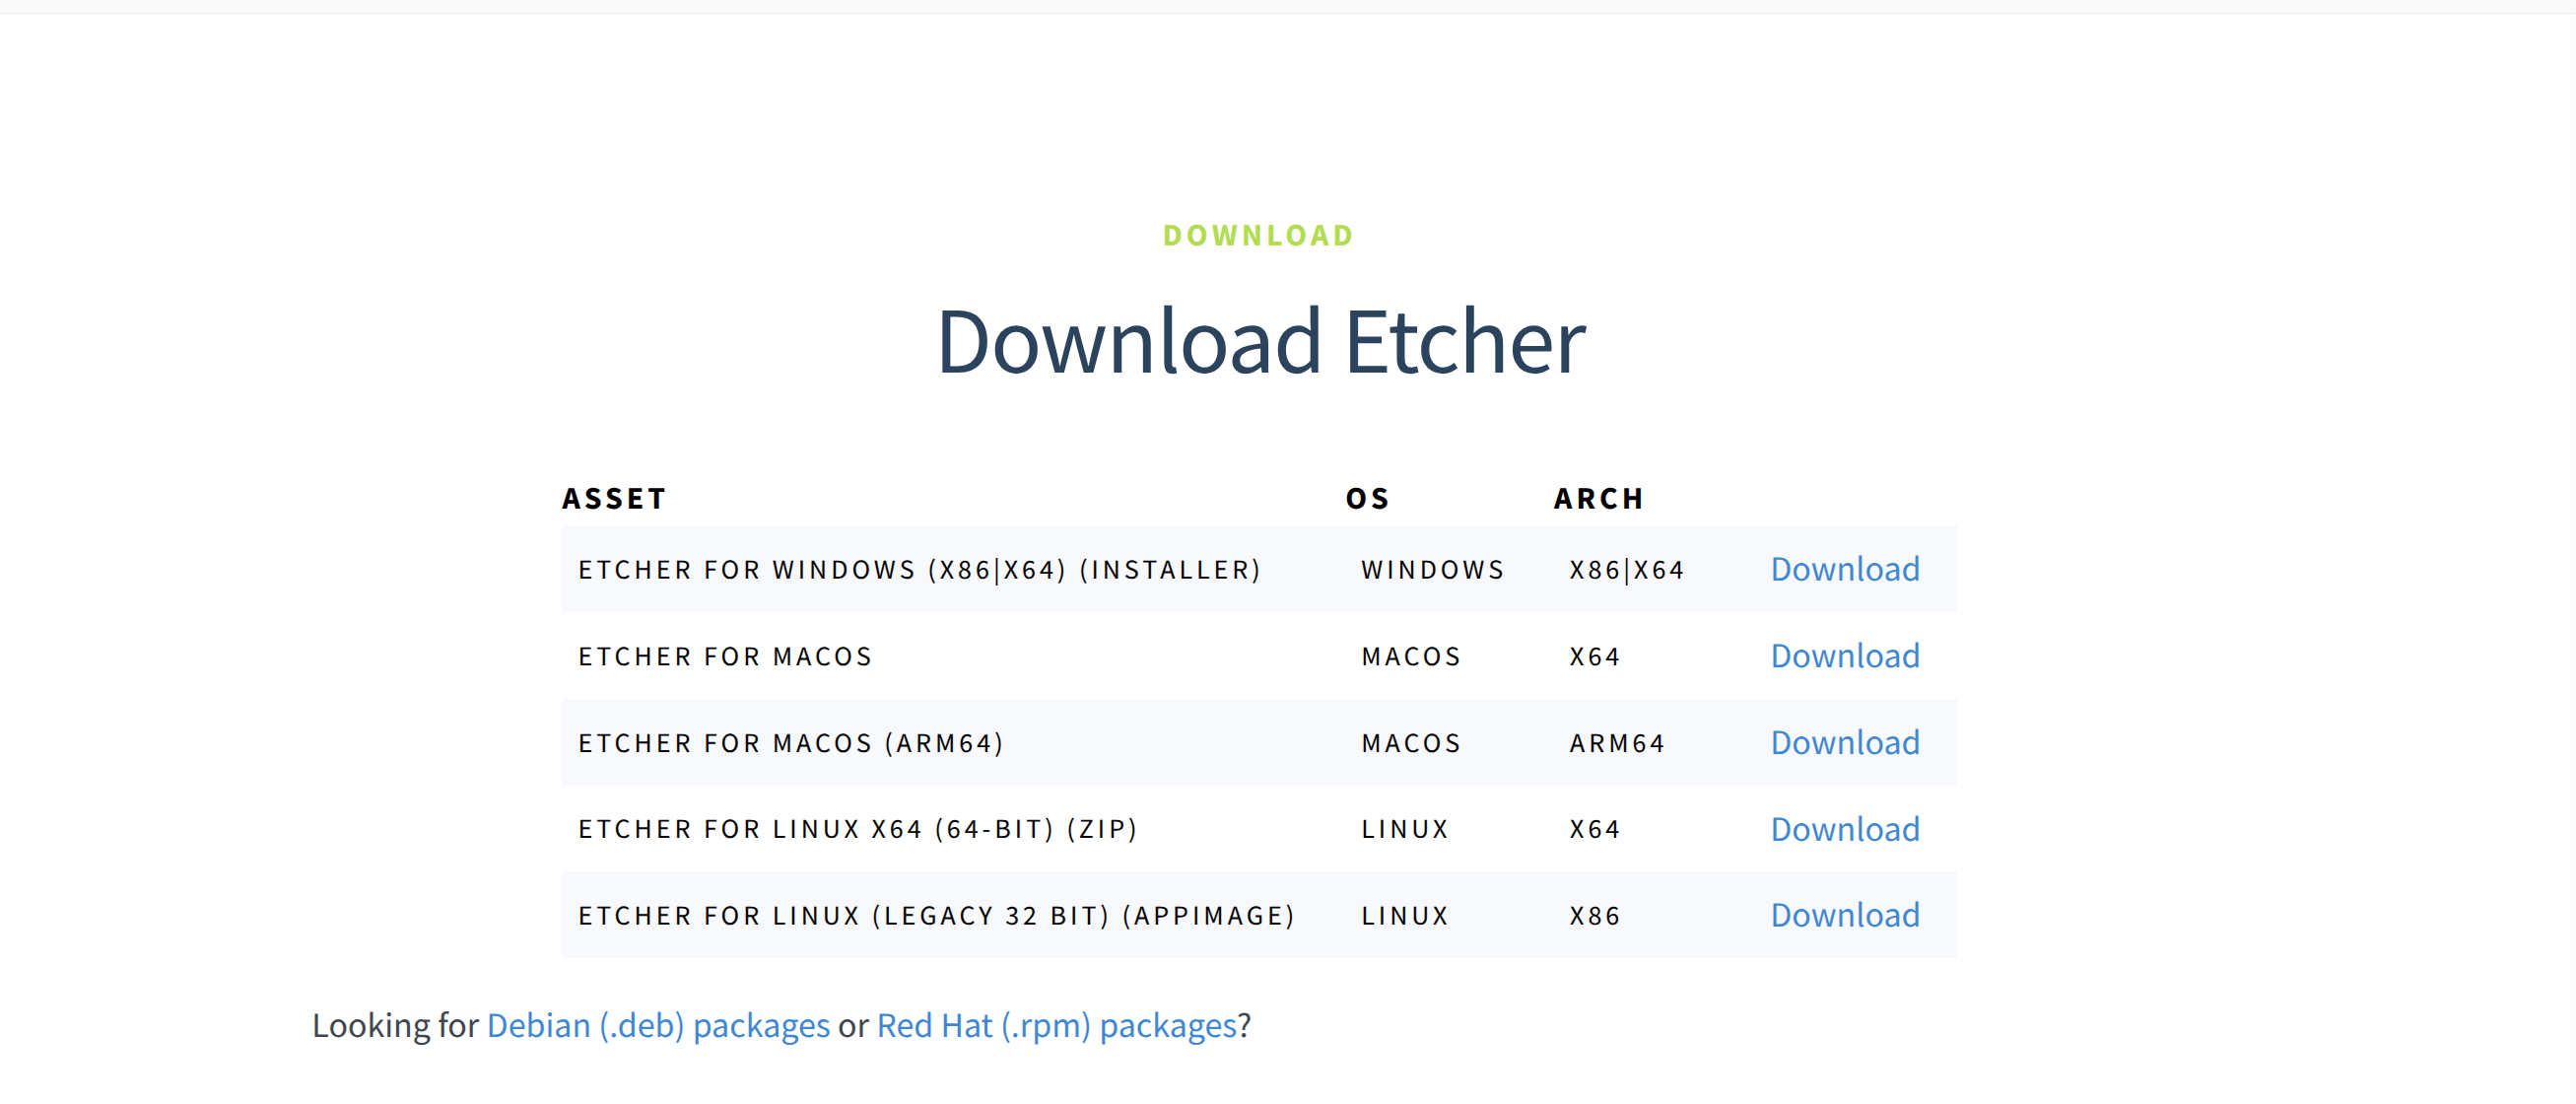 DOWNLOAD
Download Etcher
ASSET OS ARCH
ETCHER FOR WINDOWS (X86|X64) (INSTALLER) WINDOWS X86|X64 Download
ETCHER FOR MACOS MACOS X64 Download
ETCHER FOR MACOS (ARM64) MACOS ARM64 Download
ETCHER FOR LINUX X64 (64-BIT) (ZIP) LINUX X64 Download
ETCHER FOR LINUX (LEGACY 32 BIT) (APPIMAGE) LINUX X86 Download
Looking for Debian (.deb) packages or Red Hat (.rpm) packages?